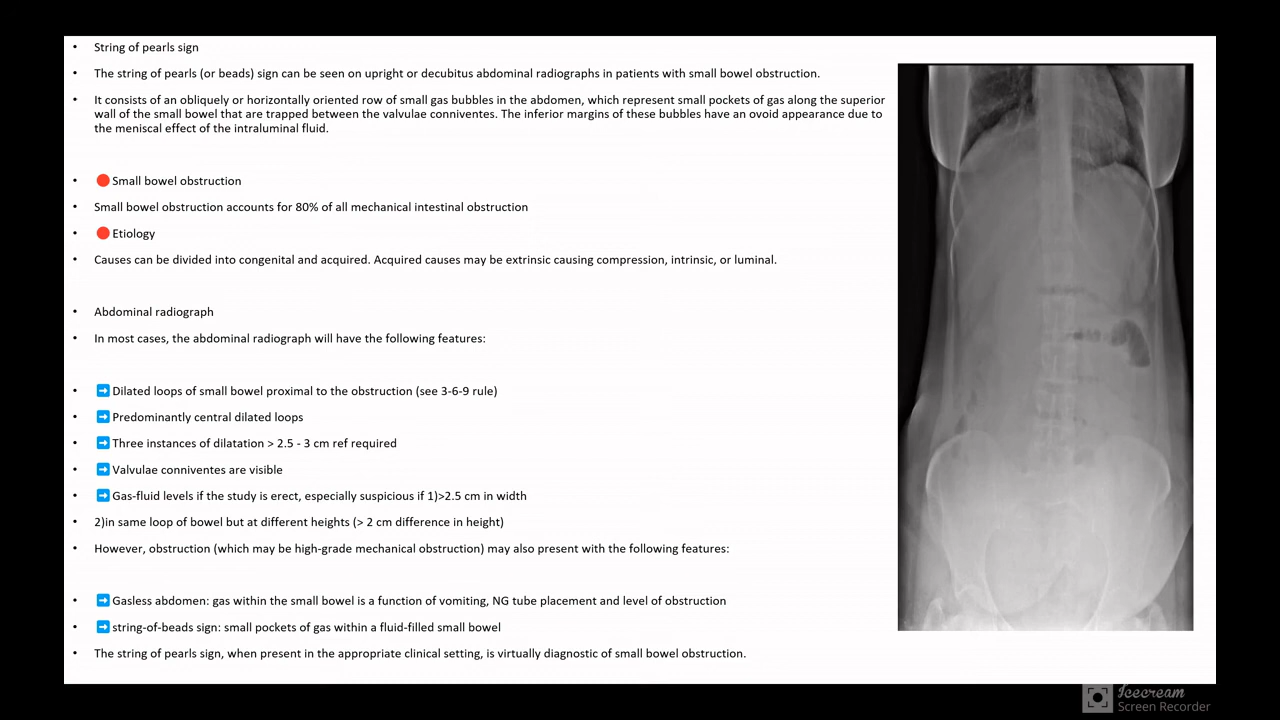 • String of pearls sign
• The string of pearls (or beads) sign can be seen on upright or decubitus abdominal radiographs in patients with small bowel obstruction.
• It consists of an obliquely or horizontally oriented row of small gas bubbles in the abdomen, which represent small pockets of gas along the superior
wall of the small bowel that are trapped between the valvulae conniventes. The inferior margins of these bubbles have an ovoid appearance due to
the meniscal effect of the intraluminal fluid.
• 🔴 Small bowel obstruction
• Small bowel obstruction accounts for 80% of all mechanical intestinal obstruction
• 🔴 Etiology
• Causes can be divided into congenital and acquired. Acquired causes may be extrinsic causing compression, intrinsic, or luminal.
• Abdominal radiograph
• In most cases, the abdominal radiograph will have the following features:
• ➡️ Dilated loops of small bowel proximal to the obstruction (see 3-6-9 rule)
• ➡️ Predominantly central dilated loops
• ➡️ Three instances of dilatation > 2.5 - 3 cm ref required
• ➡️ Valvulae conniventes are visible
• ➡️ Gas-fluid levels if the study is erect, especially suspicious if 1)>2.5 cm in width
• 2)in same loop of bowel but at different heights (> 2 cm difference in height)
• However, obstruction (which may be high-grade mechanical obstruction) may also present with the following features:
• ➡️ Gasless abdomen: gas within the small bowel is a function of vomiting, NG tube placement and level of obstruction
• ➡️ string-of-beads sign: small pockets of gas within a fluid-filled small bowel
• The string of pearls sign, when present in the appropriate clinical setting, is virtually diagnostic of small bowel obstruction.
Icecream
Screen Recorder